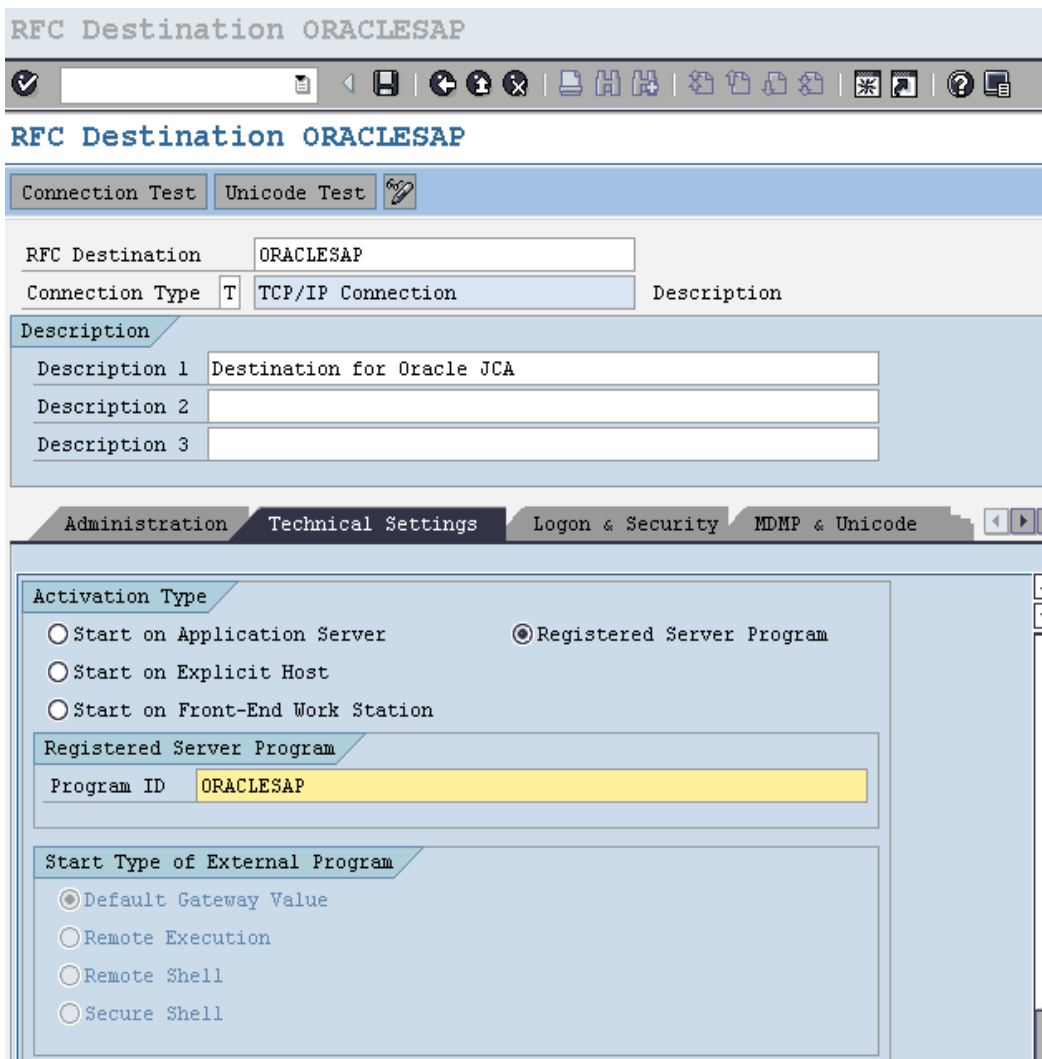 RFC Destination ORACLESAP
RFC Destination ORACLESAP
Connection Test Unicode Test
RFC Destination ORACLESAP
Connection Type T TCP/IP Connection Description
Description
Description 1 Destination for Oracle JCA
Description 2
Description 3
Administration Technical Settings Logon & Security MDMP & Unicode
Activation Type
Start on Application Server Registered Server Program
Start on Explicit Host
Start on Front-End Work Station
Registered Server Program
Program ID ORACLESAP
Start Type of External Program
Default Gateway Value
Remote Execution
Remote Shell
Secure Shell